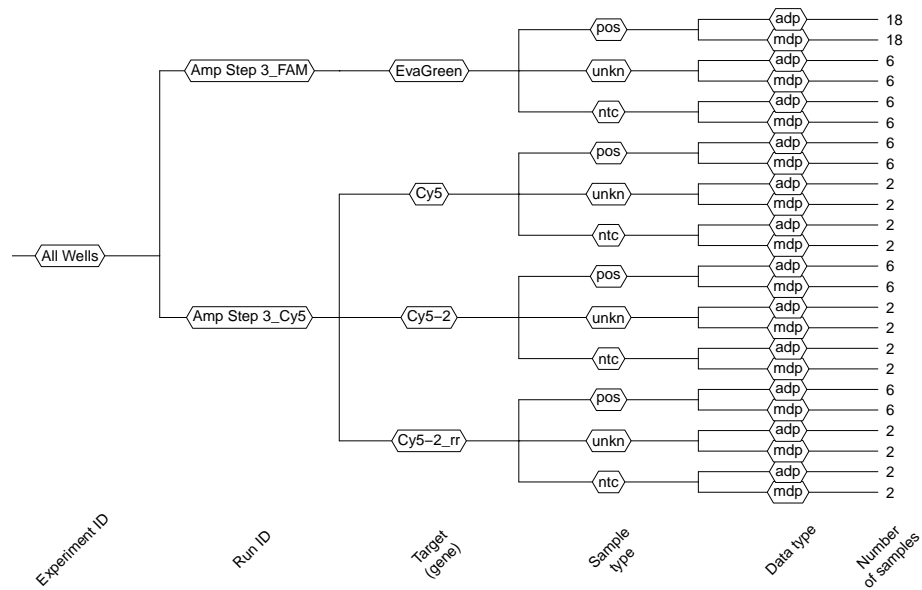 All Wells
Amp Step 3_FAM
EvaGreen
pos
adp 18
mdp 18
unkn
adp 6
mdp 6
ntc
adp 6
mdp 6
Amp Step 3_Cy5
Cy5
pos
adp 6
mdp 6
unkn
adp 2
mdp 2
ntc
adp 2
mdp 2
Cy5−2
pos
adp 6
mdp 6
unkn
adp 2
mdp 2
ntc
adp 2
mdp 2
Cy5−2_rr
pos
adp 6
mdp 6
unkn
adp 2
mdp 2
ntc
adp 2
mdp 2
Experiment ID
Run ID
Target
(gene)
Sample
type
Data type
Number
of samples